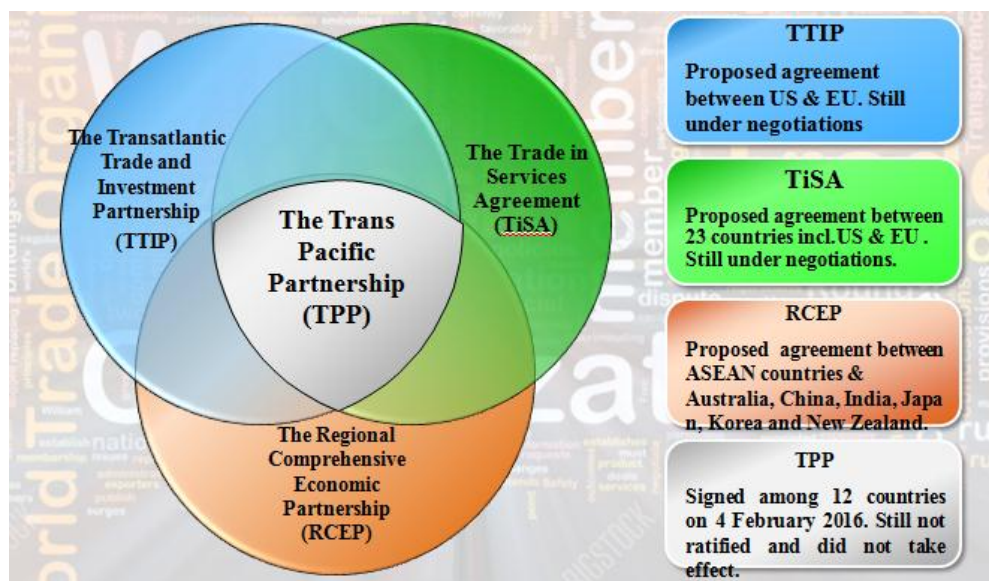 The Transatlantic
Trade and
Investment
Partnership
(TTIP)
The Trade in
Services
Agreement
(TiSA)
The Trans
Pacific
Partnership
(TPP)
The Regional
Comprehensive
Economic
Partnership
(RCEP)
TTIP
Proposed agreement
between US & EU. Still
under negotiations
TiSA
Proposed agreement between
23 countries incl.US & EU .
Still under negotiations.
RCEP
Proposed agreement between
ASEAN countries &
Australia, China, India, Japa
n, Korea and New Zealand.
TPP
Signed among 12 countries
on 4 February 2016. Still not
ratified and did not take
effect.
World Trade Organ
member